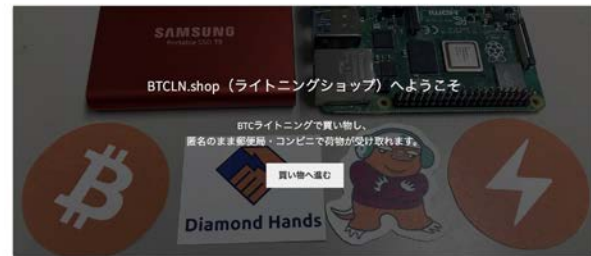 SAMSUNG
Portable SSD T5
BTCLN.shop（ライトニングショップ）へようこそ
BTCライトニングで買い物し、
匿名のまま郵便局・コンビニで荷物が受け取れます。
買い物へ進む
Diamond Hands